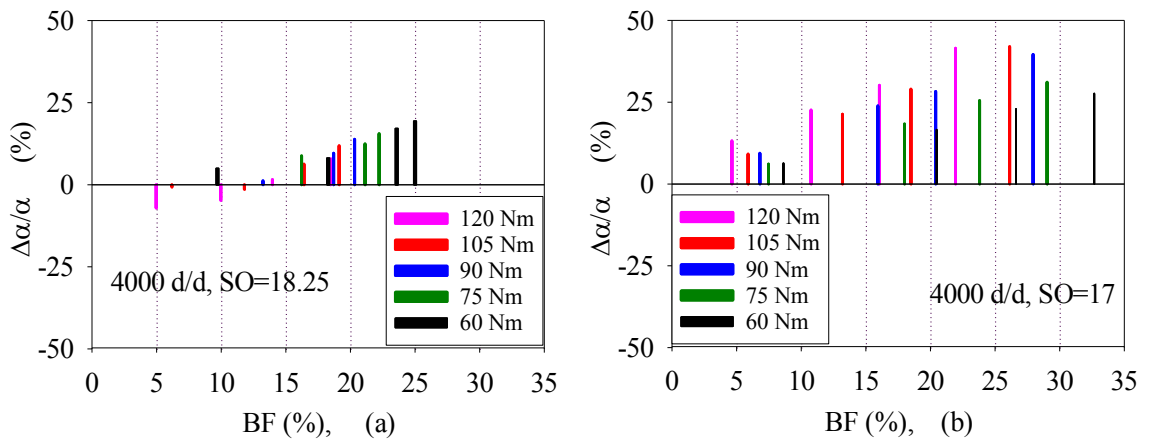 50
25
0
-25
-50
Δα/α (%)
0 5 10 15 20 25 30 35
BF (%), (a)
4000 d/d, SO=18.25
120 Nm
105 Nm
90 Nm
75 Nm
60 Nm
50
25
0
-25
-50
Δα/α (%)
0 5 10 15 20 25 30 35
BF (%), (b)
4000 d/d, SO=17
120 Nm
105 Nm
90 Nm
75 Nm
60 Nm